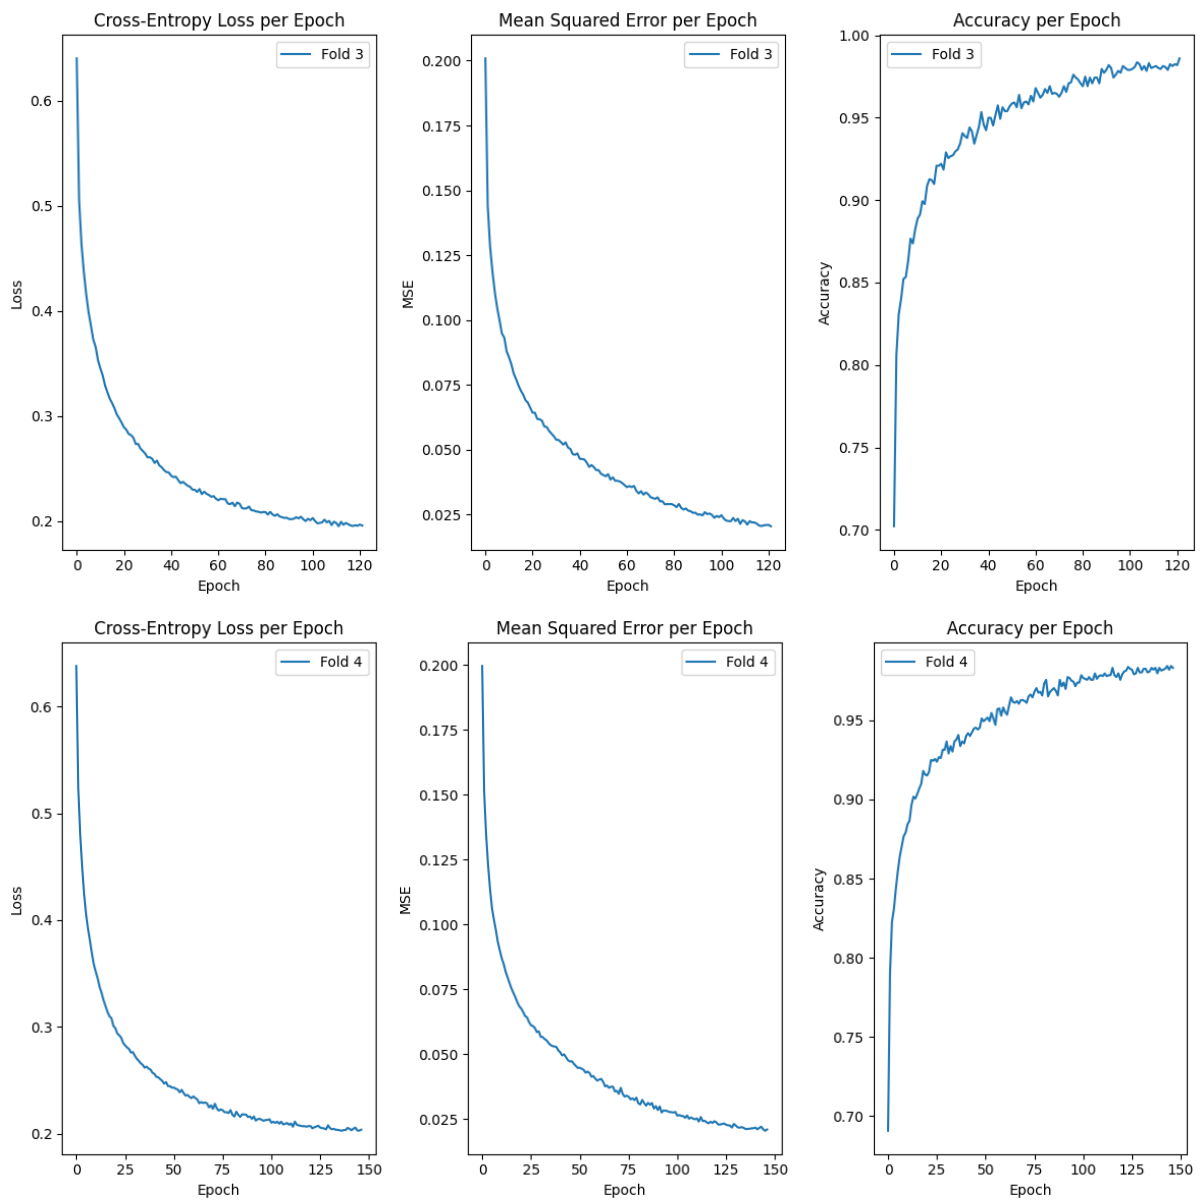 Cross-Entropy Loss per Epoch
Fold 3
0.6
0.5
0.4
0.3
0.2
Loss
0 20 40 60 80 100 120
Epoch
Mean Squared Error per Epoch
Fold 3
0.200
0.175
0.150
0.125
0.100
0.075
0.050
0.025
MSE
0 20 40 60 80 100 120
Epoch
Accuracy per Epoch
Fold 3
1.00
0.95
0.90
0.85
0.80
0.75
0.70
Accuracy
0 20 40 60 80 100 120
Epoch
Cross-Entropy Loss per Epoch
Fold 4
0.6
0.5
0.4
0.3
0.2
Loss
0 25 50 75 100 125 150
Epoch
Mean Squared Error per Epoch
Fold 4
0.200
0.175
0.150
0.125
0.100
0.075
0.050
0.025
MSE
0 25 50 75 100 125 150
Epoch
Accuracy per Epoch
Fold 4
0.95
0.90
0.85
0.80
0.75
0.70
Accuracy
0 25 50 75 100 125 150
Epoch